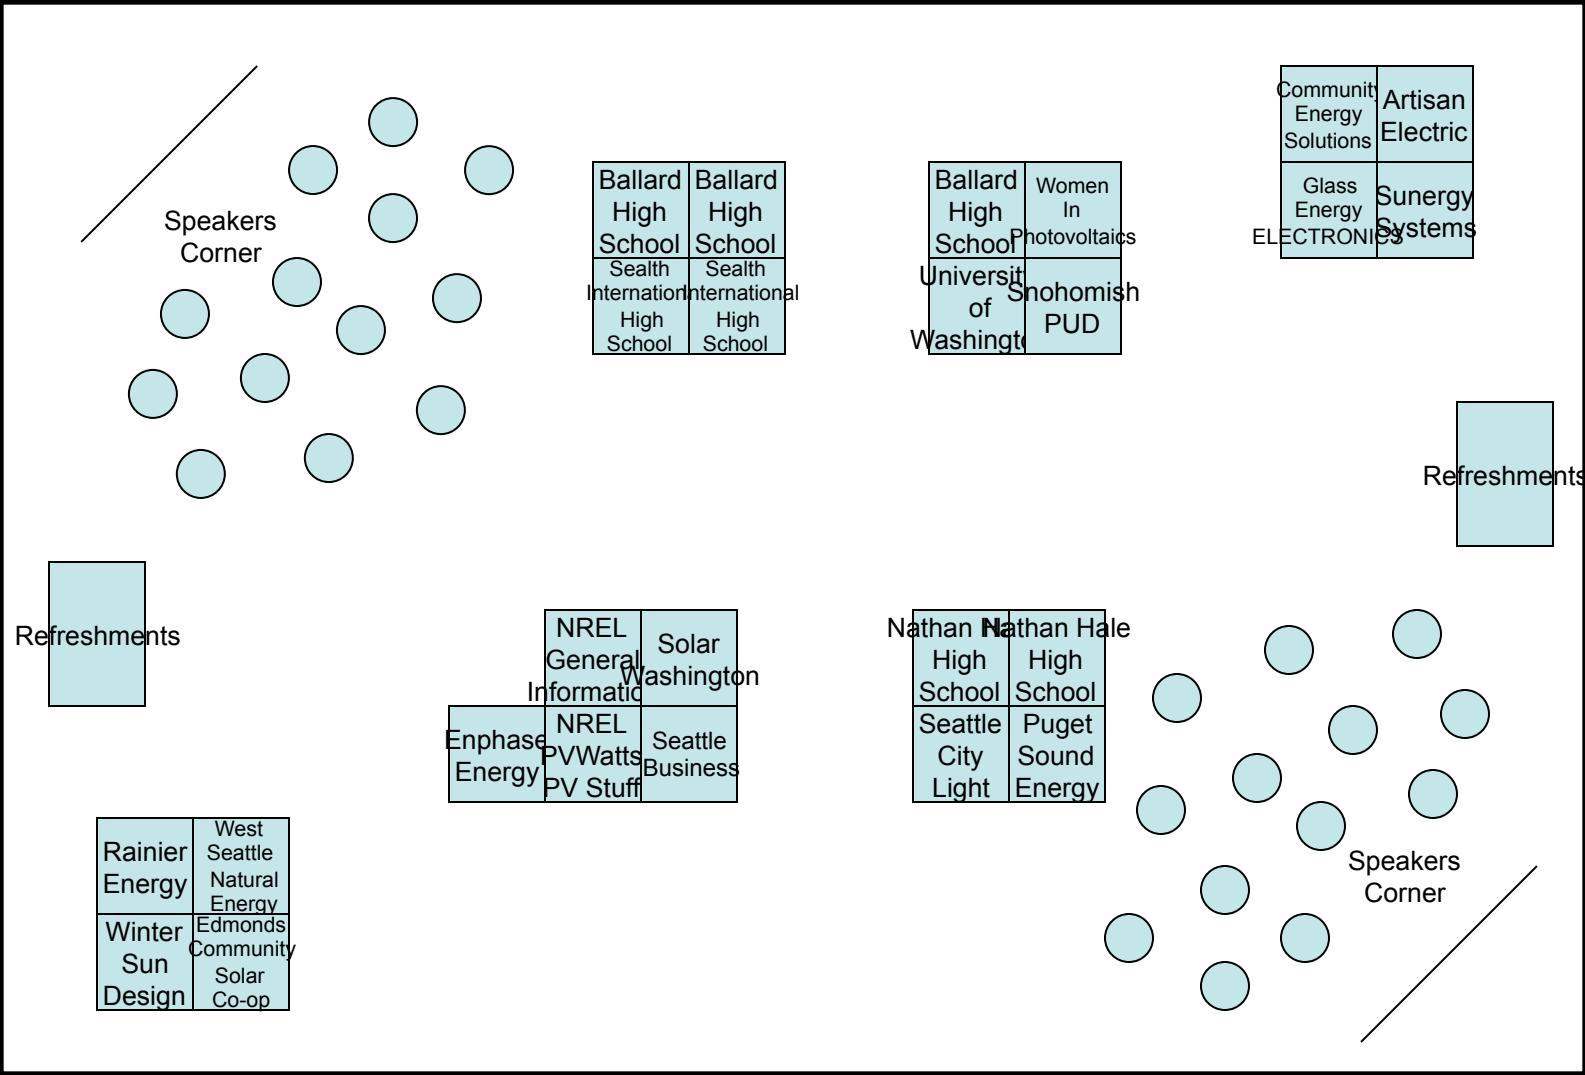 Speakers
Corner
Ballard
High
School
Ballard
High
School
Sealth
International
High
School
Sealth
International
High
School
Ballard
High
School
Women
In
Photovoltaics
University
of
Washington
Snohomish
PUD
Community
Energy
Solutions
Artisan
Electric
Glass
Energy
ELECTRONICS
Sunergy
Systems
Refreshments
Refreshments
NREL
General
Information
Solar
Washington
Enphase
Energy
NREL
PVWatts
PV Stuff
Seattle
Business
Nathan Hale
High
School
Nathan Hale
High
School
Seattle
City
Light
Puget
Sound
Energy
Rainier
Energy
West
Seattle
Natural
Energy
Winter
Sun
Design
Edmonds
Community
Solar
Co-op
Speakers
Corner